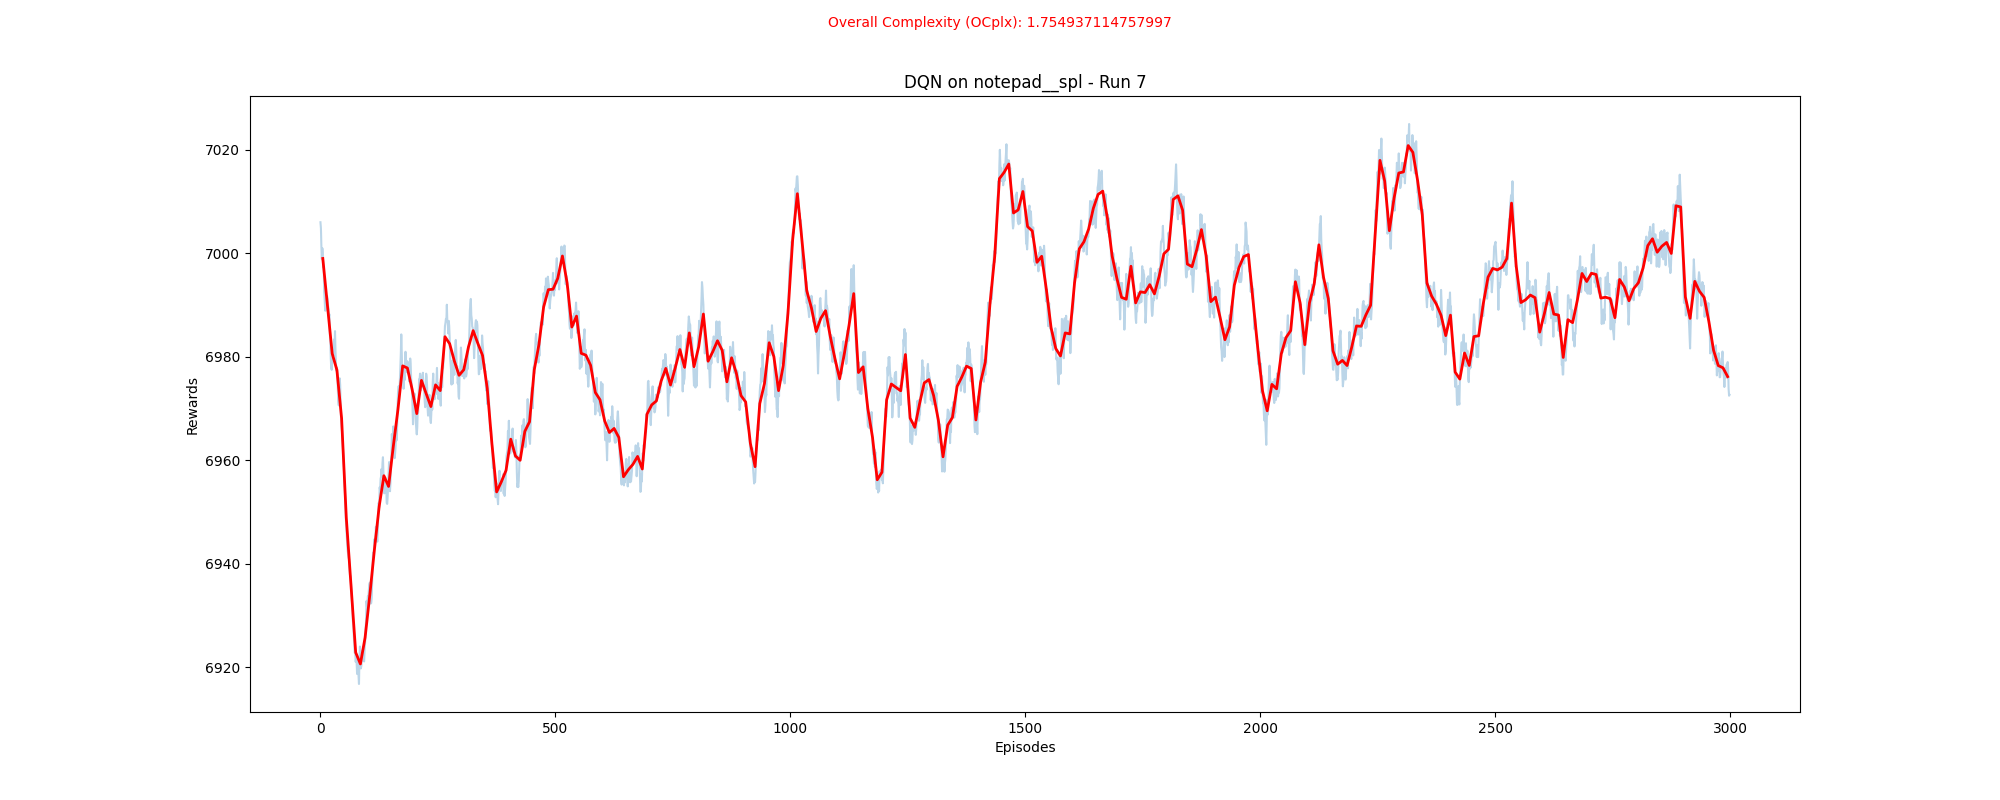 Overall Complexity (OCplx): 1.754937114757997
DQN on notepad__spl - Run 7
7020
7000
6980
6960
6940
6920
Rewards
0 500 1000 1500 2000 2500 3000
Episodes